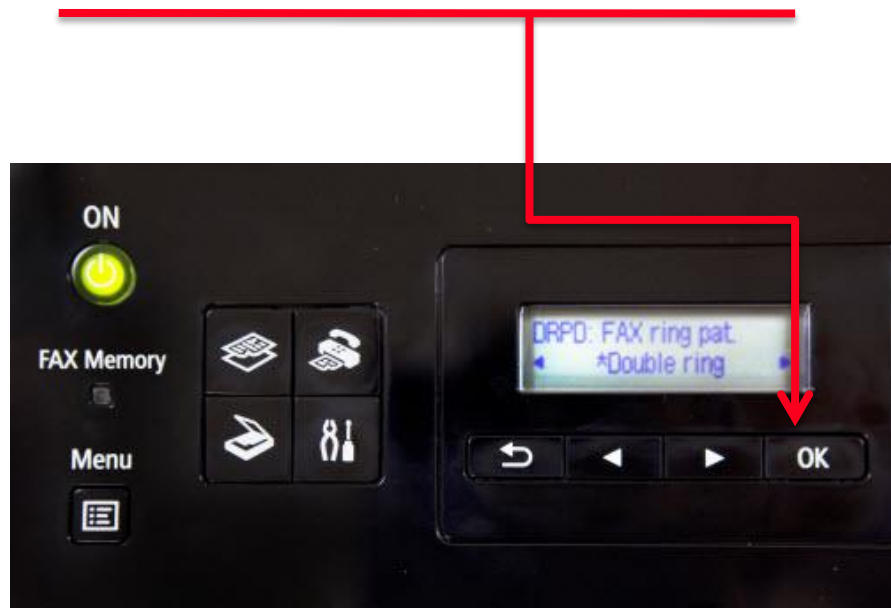 ON
FAX Memory
Menu
DRPD: FAX ring pat.
*Double ring
OK